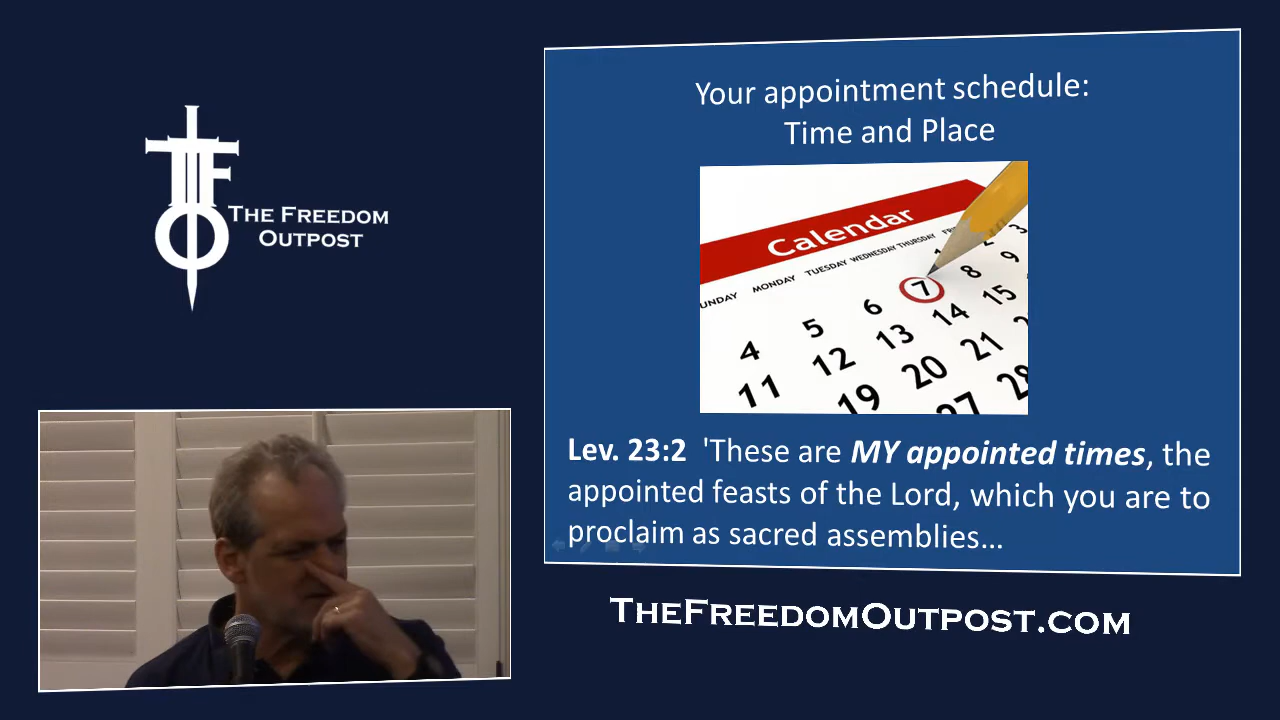 THE FREEDOM
OUTPOST
Your appointment schedule:
Time and Place
Calendar
MONDAY TUESDAY WEDNESDAY THURSDAY
7 8 9
4 5 6
11 12 13 14 15
19 20 21
27 28
Lev. 23:2 'These are MY appointed times, the
appointed feasts of the Lord, which you are to
proclaim as sacred assemblies...
THEFREEDOMOUTPOST.COM